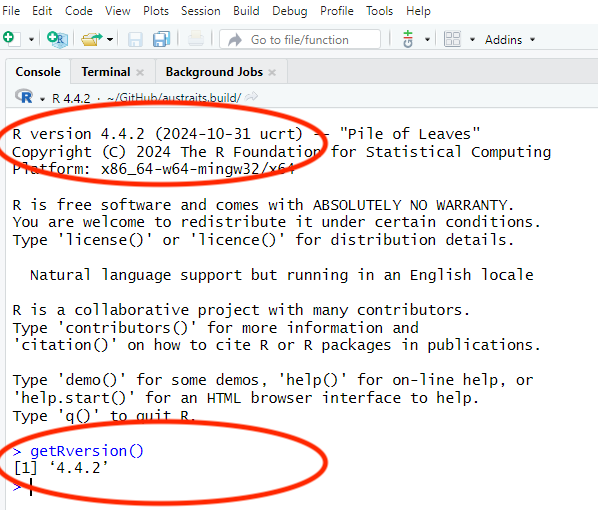 File Edit Code View Plots Session Build Debug Profile Tools Help
Go to file/function Addins
Console Terminal Background Jobs
R R 4.4.2 · ~/GitHub/austraits.build/
R version 4.4.2 (2024-10-31 ucrt) -- "Pile of Leaves"
Copyright (C) 2024 The R Foundation for Statistical Computing
Platform: x86_64-w64-mingw32/x64
R is free software and comes with ABSOLUTELY NO WARRANTY.
You are welcome to redistribute it under certain conditions.
Type 'license()' or 'licence()' for distribution details.
Natural language support but running in an English locale
R is a collaborative project with many contributors.
Type 'contributors()' for more information and
'citation()' on how to cite R or R packages in publications.
Type 'demo()' for some demos, 'help()' for on-line help, or
'help.start()' for an HTML browser interface to help.
Type 'q()' to quit R.
> getRversion()
[1] ‘4.4.2’
>